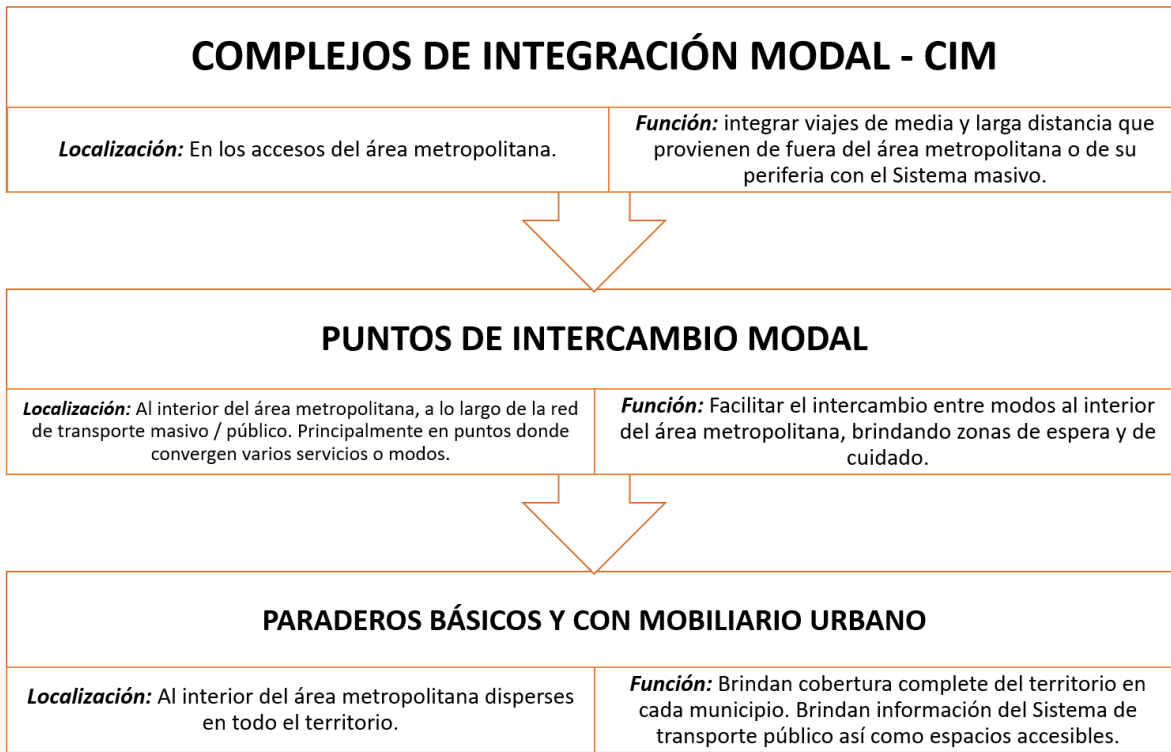 COMPLEJOS DE INTEGRACIÓN MODAL - CIM
Localización: En los accesos del área metropolitana.
Función: integrar viajes de media y larga distancia que
provienen de fuera del área metropolitana o de su
periferia con el Sistema masivo.
PUNTOS DE INTERCAMBIO MODAL
Localización: Al interior del área metropolitana, a lo largo de la red
de transporte masivo / público. Principalmente en puntos donde
convergen varios servicios o modos.
Función: Facilitar el intercambio entre modos al interior
del área metropolitana, brindando zonas de espera y de
cuidado.
PARADEROS BÁSICOS Y CON MOBILIARIO URBANO
Localización: Al interior del área metropolitana disperses
en todo el territorio.
Función: Brindan cobertura complete del territorio en
cada municipio. Brindan información del Sistema de
transporte público así como espacios accesibles.